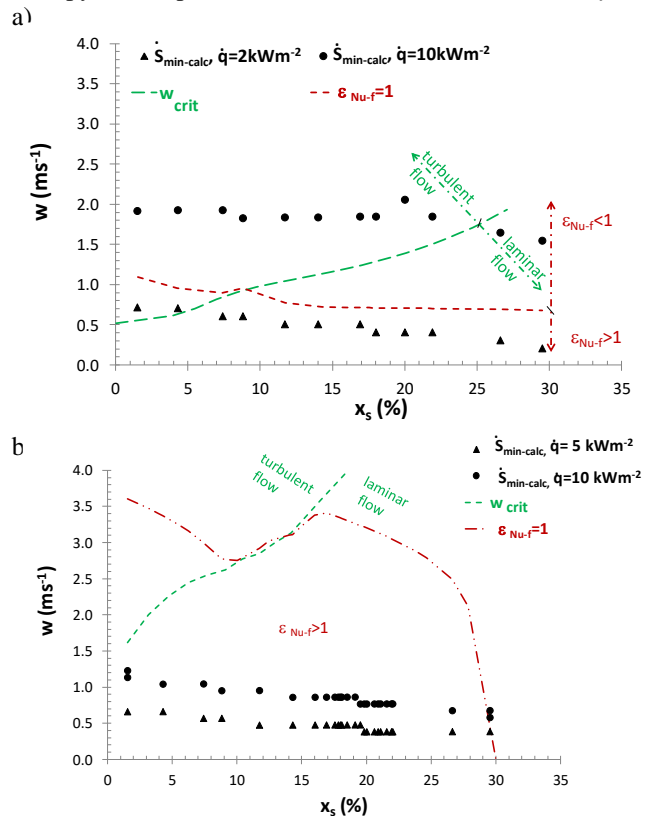 a)
Ṡmin-calc, q̇=2kWm-2
Ṡmin-calc, q̇=10kWm-2
wcrit
ε Nu-f=1
4.0
3.5
3.0
2.5
2.0
1.5
1.0
0.5
0.0
w (ms-1)
turbulent
flow
laminar
flow
εNu-f<1
εNu-f>1
0 5 10 15 20 25 30 35
xs (%)
b
Ṡmin-calc, q̇= 5 kWm-2
Ṡmin-calc, q̇=10 kWm-2
w crit
ε Nu-f=1
4.0
3.5
3.0
2.5
2.0
1.5
1.0
0.5
0.0
w (ms-1)
turbulent
flow
laminar
flow
ε Nu-f>1
0 5 10 15 20 25 30 35
xs (%)